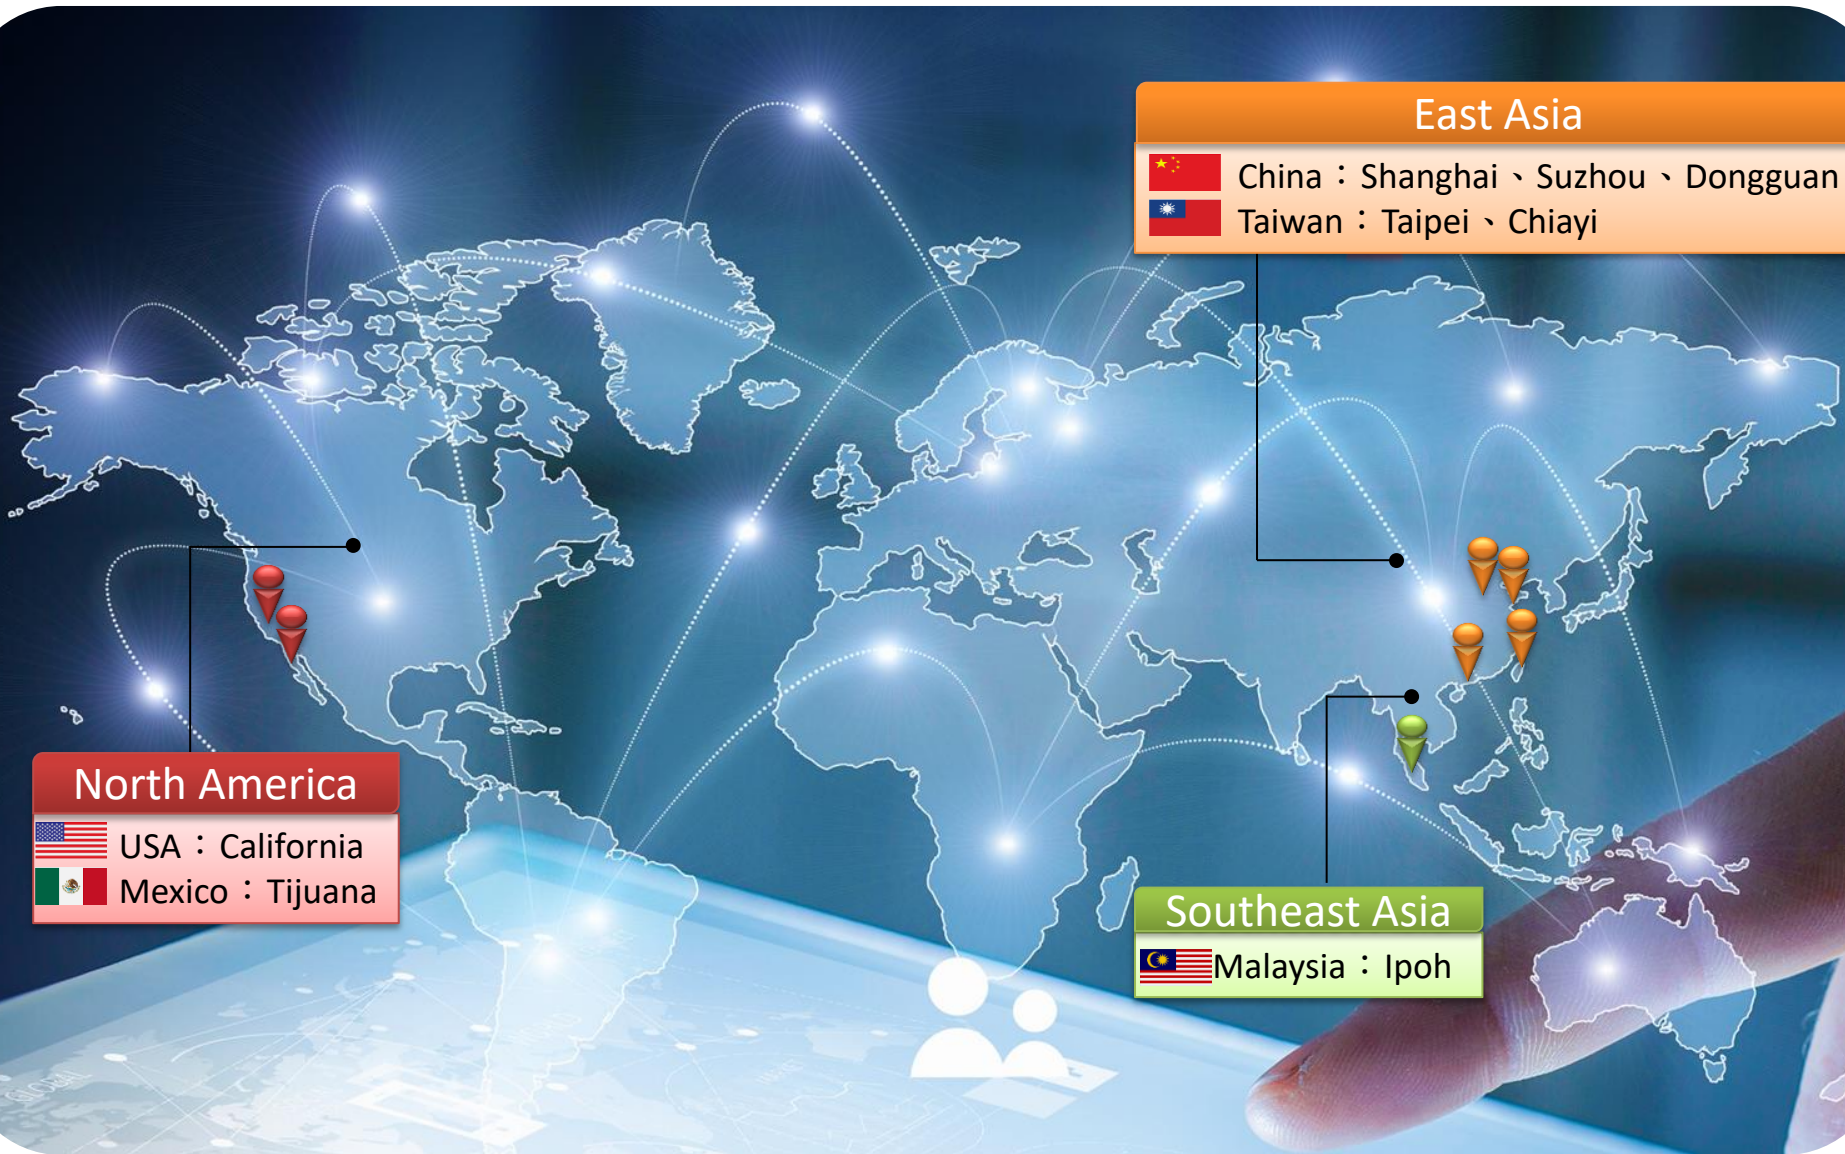 East Asia
China：Shanghai、Suzhou、Dongguan
Taiwan：Taipei、Chiayi
North America
USA：California
Mexico：Tijuana
Southeast Asia
Malaysia：Ipoh
GLOBAL